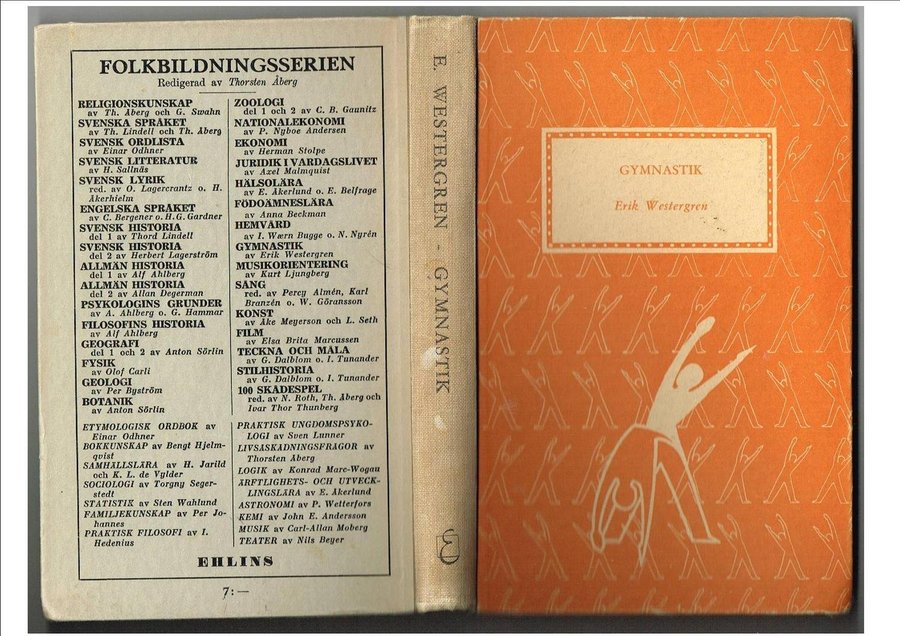 FOLKBILDNINGSSERIEN
Redigerad av Thorsten Åberg
RELIGIONSKUNSKAP
av Th. Åberg och G. Swahn
SVENSKA SPRÅKET
av Th. Lindell och Th. Åberg
SVENSK ORDLISTA
av Einar Odhner
SVENSK LITTERATUR
av H. Sallnäs
SVENSK LYRIK
red. av O. Lagercrantz o. H.
Åkerhielm
ENGELSKA SPRÅKET
av C. Bergener o. H.G. Gardner
SVENSK HISTORIA
del 1 av Thord Lindell
SVENSK HISTORIA
del 2 av Herbert Lagerström
ALLMÄN HISTORIA
del 1 av Alf Ahlberg
ALLMÄN HISTORIA
del 2 av Allan Degerman
PSYKOLOGINS GRUNDER
av A. Ahlberg o. G. Hammar
FILOSOFINS HISTORIA
av Alf Ahlberg
GEOGRAFI
del 1 och 2 av Anton Sörlin
FYSIK
av Olof Carli
GEOLOGI
av Per Byström
BOTANIK
av Anton Sörlin
ZOOLOGI
del 1 och 2 av C. B. Gaunitz
NATIONALEKONOMI
av P. Nyboe Andersen
EKONOMI
av Herman Stolpe
JURIDIK I VARDAGSLIVET
av Axel Malmquist
HÄLSOLÄRA
av E. Åkerlund o. E. Belfrage
FÖDOÄMNESLÄRA
av Anna Beckman
HEMVÅRD
av I. Wærn Bugge o. N. Nyrén
GYMNASTIK
av Erik Westergren
MUSIKORIENTERING
av Kurt Ljungberg
SÅNG
red. av Percy Almén, Karl
Branzén o. W. Göransson
KONST
av Åke Meyerson och L. Seth
FILM
av Elsa Brita Marcussen
TECKNA OCH MÅLA
av G. Dalblom o. I. Tunander
STILHISTORIA
av G. Dalblom o. I. Tunander
100 SKÅDESPEL
red. av N. Roth, Th. Åberg och
Ivar Thor Thunberg
ETYMOLOGISK ORDBOK av
Einar Odhner
BOKKUNSKAP av Bengt Hjelm-
qvist
SAMHÄLLSLÄRA av H. Jarild
och K. L. de Vylder
SOCIOLOGI av Torgny Seger-
stedt
STATISTIK av Sten Wahlund
FAMILJEKUNSKAP av Per Jo-
hannes
PRAKTISK FILOSOFI av I.
Hedenius
PRAKTISK UNGDOMSPSYKO-
LOGI av Sven Lunner
LIVSÅSKÅDNINGSFRÅGOR av
Thorsten Åberg
LOGIK av Konrad Marc-Wogau
ÄRFTLIGHETS- OCH UTVECK-
LINGSLÄRA av E. Åkerlund
ASTRONOMI av P. Wetterfors
KEMI av John E. Andersson
MUSIK av Carl-Allan Moberg
TEATER av Nils Beyer
EHLINS
7:—
E. WESTERGREN - GYMNASTIK
GYMNASTIK
Erik Westergren